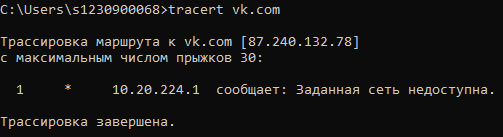 C:\Users\s1230900068>tracert vk.com
Трассировка маршрута к vk.com [87.240.132.78]
с максимальным числом прыжков 30:
1 * 10.20.224.1 сообщает: Заданная сеть недоступна.
Трассировка завершена.